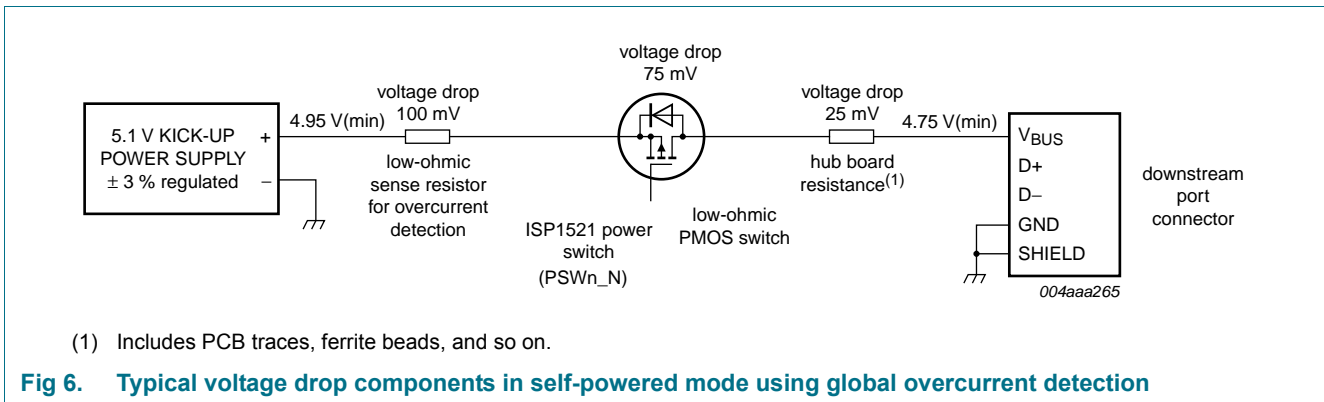 5.1 V KICK-UP
POWER SUPPLY
± 3 % regulated
+
−
4.95 V(min)
voltage drop
100 mV
low-ohmic
sense resistor
for overcurrent
detection
voltage drop
75 mV
ISP1521 power
switch
(PSWn_N)
low-ohmic
PMOS switch
voltage drop
25 mV
hub board
resistance(1)
4.75 V(min)
VBUS
D+
D−
GND
SHIELD
downstream
port
connector
004aaa265
(1) Includes PCB traces, ferrite beads, and so on.
Fig 6. Typical voltage drop components in self-powered mode using global overcurrent detection